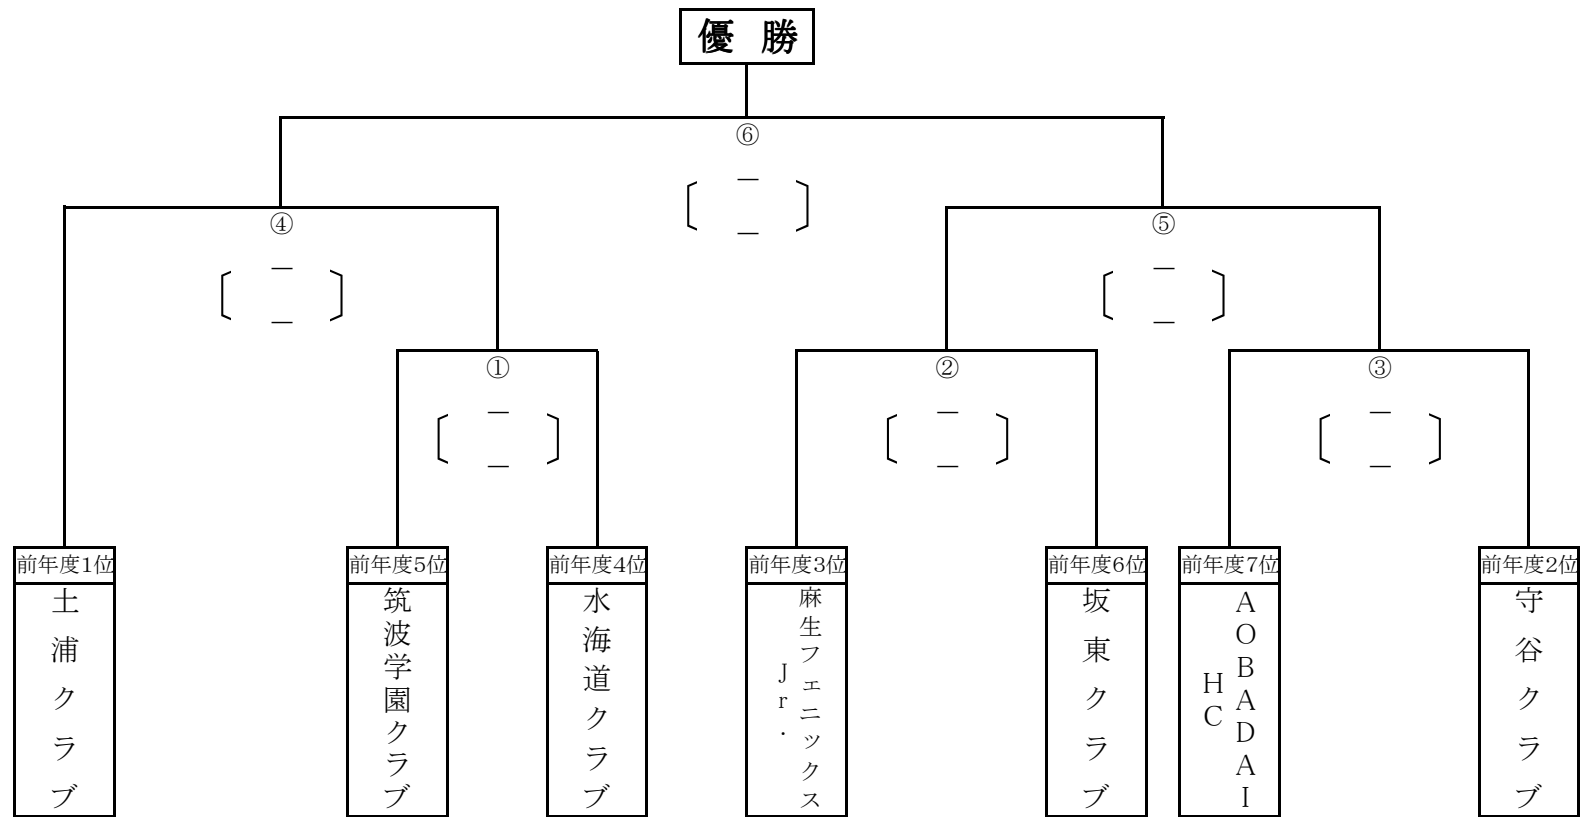 優 勝
⑥
〔 － － 〕
④
⑤
〔 － － 〕
〔 － － 〕
①
②
③
〔 － － 〕
〔 － － 〕
〔 － － 〕
前年度1位
前年度5位
前年度4位
前年度3位
前年度6位
前年度7位
前年度2位
土浦クラブ
筑波学園クラブ
水海道クラブ
麻生フェニックス
Jr.
坂東クラブ
AOBADAI
HC
守谷クラブ